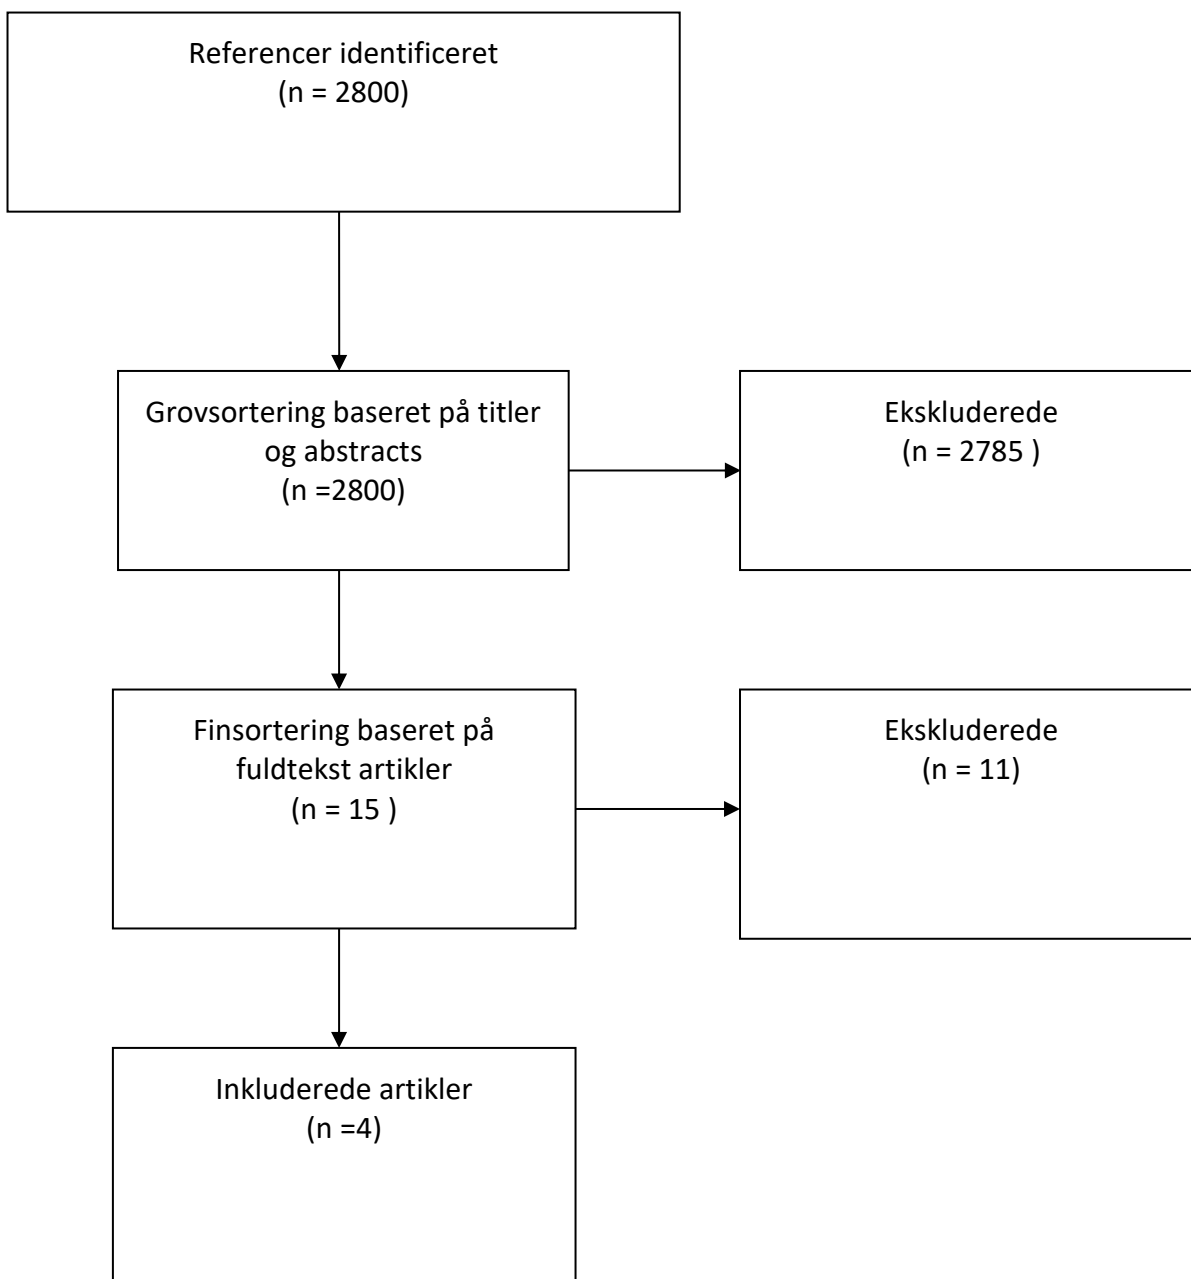 Referencer identificeret
(n = 2800)
Grovsortering baseret på titler
og abstracts
(n =2800)
Ekskluderede
(n = 2785 )
Finsortering baseret på
fuldtekst artikler
(n = 15 )
Ekskluderede
(n = 11)
Inkluderede artikler
(n =4)